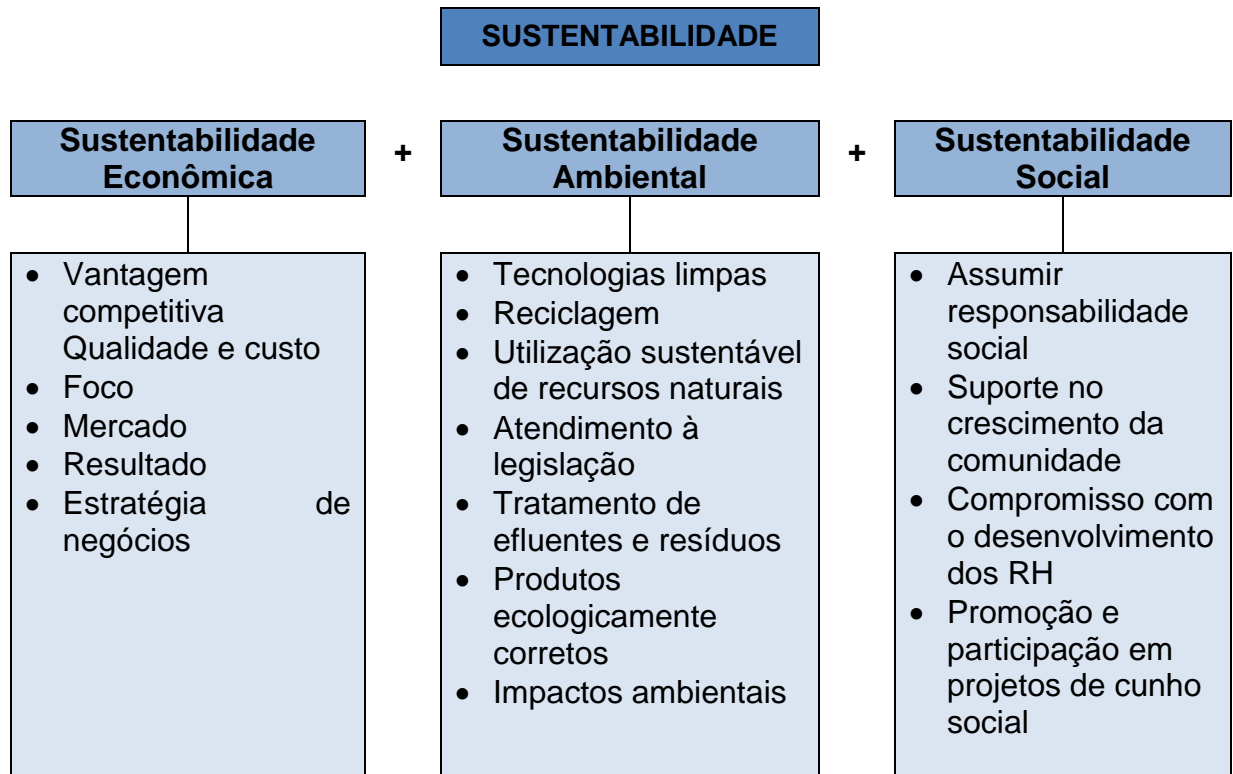 SUSTENTABILIDADE
Sustentabilidade
Econômica
+
Sustentabilidade
Ambiental
+
Sustentabilidade
Social
• Vantagem
competitiva
Qualidade e custo
• Foco
• Mercado
• Resultado
• Estratégia de
negócios
• Tecnologias limpas
• Reciclagem
• Utilização sustentável
de recursos naturais
• Atendimento à
legislação
• Tratamento de
efluentes e resíduos
• Produtos
ecologicamente
corretos
• Impactos ambientais
• Assumir
responsabilidade
social
• Suporte no
crescimento da
comunidade
• Compromisso com
o desenvolvimento
dos RH
• Promoção e
participação em
projetos de cunho
social